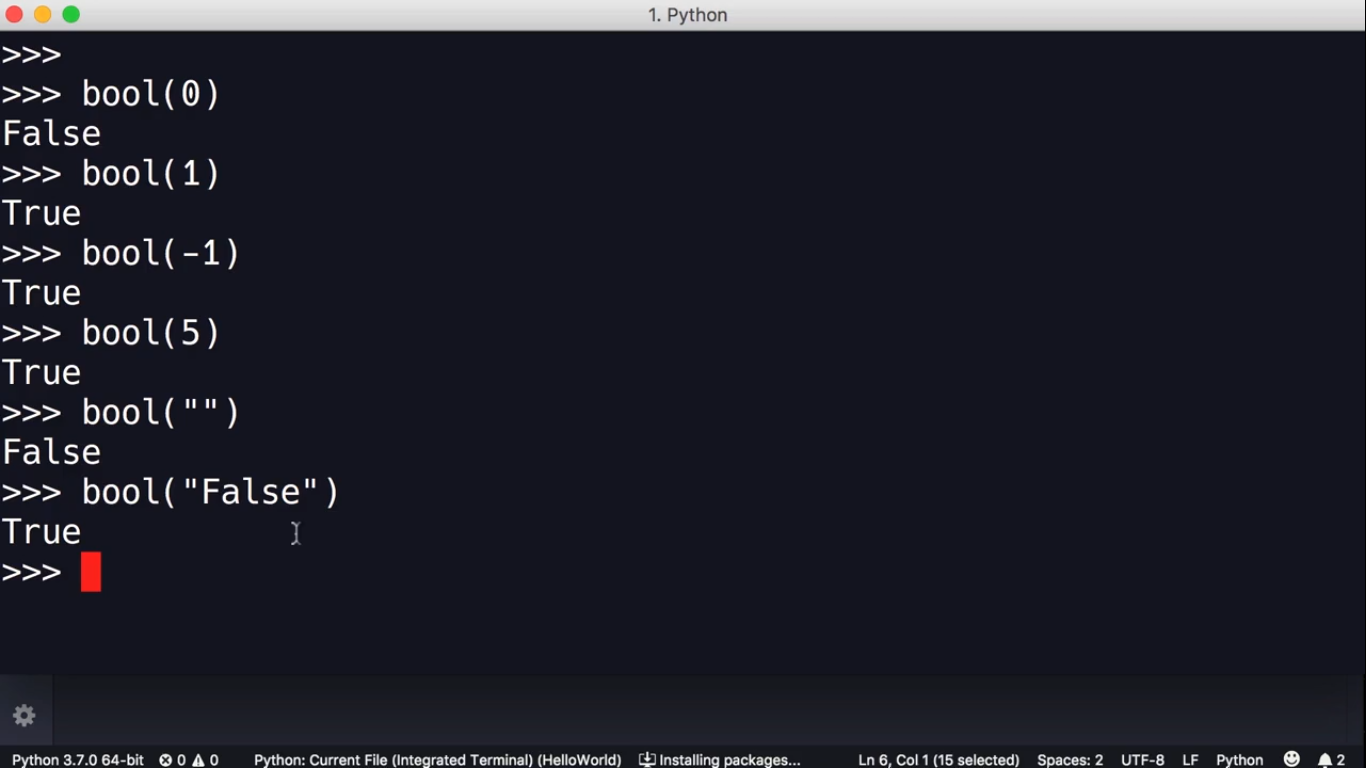 1. Python
>>>
>>> bool(0)
False
>>> bool(1)
True
>>> bool(-1)
True
>>> bool(5)
True
>>> bool("")
False
>>> bool("False")
True
>>>
Python 3.7.0 64-bit 0 0 Python: Current File (Integrated Terminal) (HelloWorld) Installing packages... Ln 6, Col 1 (15 selected) Spaces: 2 UTF-8 LF Python 2